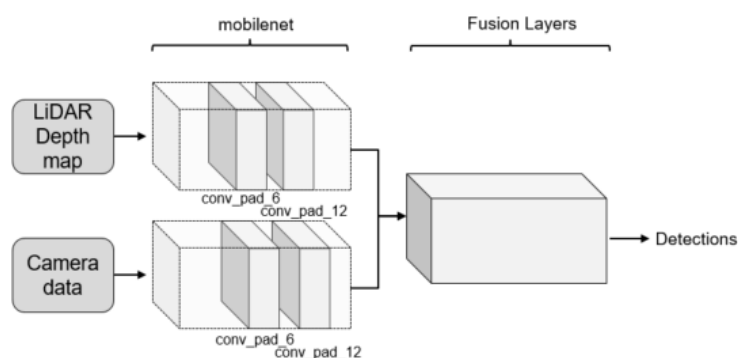 mobilenet
Fusion Layers
LiDAR
Depth
map
conv_pad_6
conv_pad_12
Camera
data
conv_pad_6
conv_pad_12
Detections